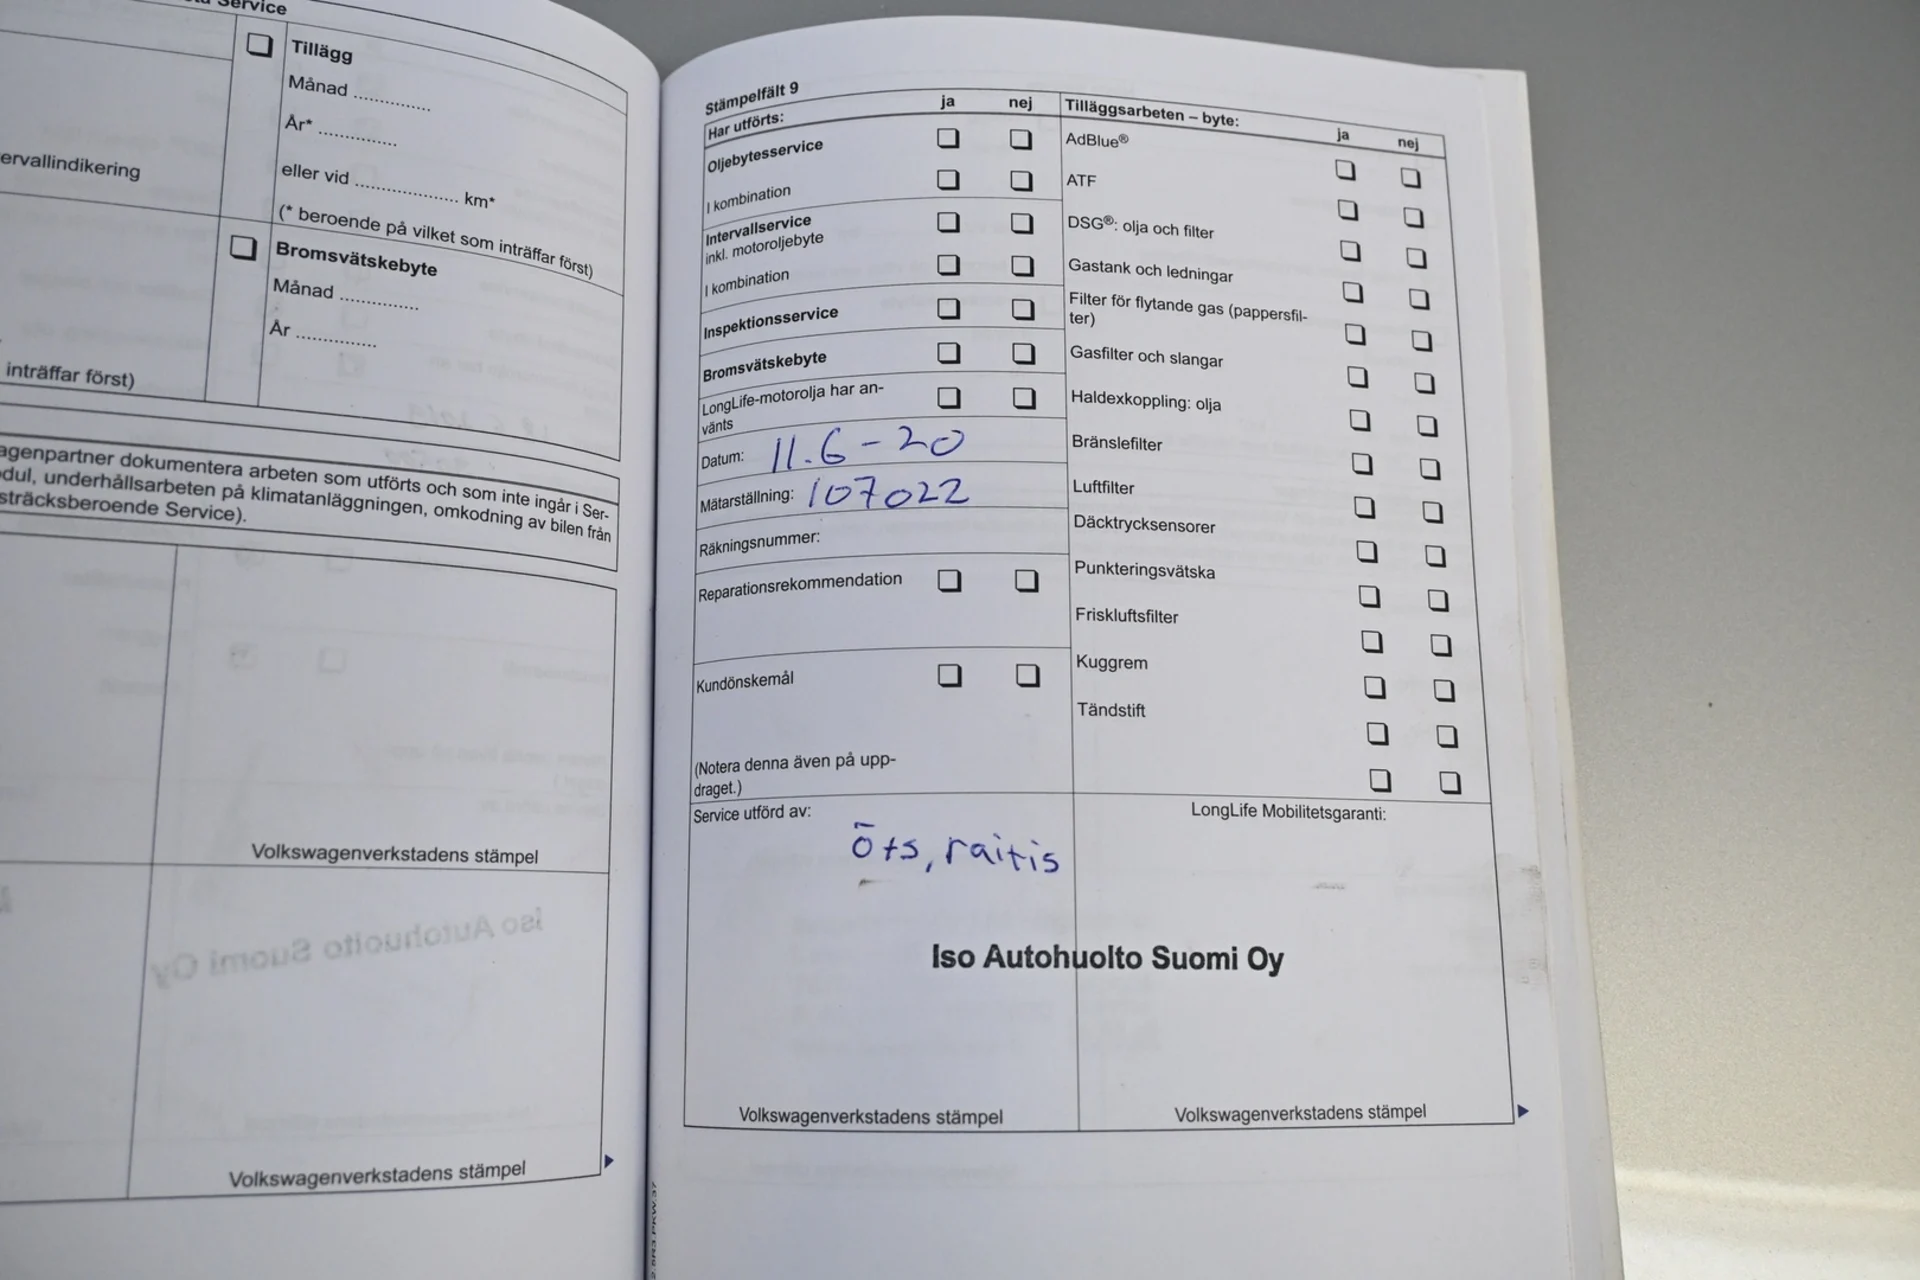 Service
Tillägg
Månad ..............
År* ..............
eller vid .................. km*
(* beroende på vilket som inträffar först)
ervallindikering
Bromsvätskebyte
Månad ..............
År ..............
inträffar först)
agenpartner dokumentera arbeten som utförts och som inte ingår i Ser-
dul, underhållsarbeten på klimatanläggningen, omkodning av bilen från
sträcksberoende Service).
Volkswagenverkstadens stämpel
Volkswagenverkstadens stämpel
Stämpelfält 9
Har utförts: ja nej
Oljebytesservice
I kombination
Intervallservice
inkl. motoroljebyte
I kombination
Inspektionsservice
Bromsvätskebyte
LongLife-motorolja har an-
vänts
Datum: 11.6-20
Mätarställning: 107022
Räkningsnummer:
Reparationsrekommendation
Kundönskemål
(Notera denna även på upp-
draget.)
Tilläggsarbeten – byte: ja nej
AdBlue®
ATF
DSG®: olja och filter
Gastank och ledningar
Filter för flytande gas (pappersfil-
ter)
Gasfilter och slangar
Haldexkoppling: olja
Bränslefilter
Luftfilter
Däcktrycksensorer
Punkteringsvätska
Friskluftsfilter
Kuggrem
Tändstift
Service utförd av:
öts, raitis
LongLife Mobilitetsgaranti:
Iso Autohuolto Suomi Oy
Volkswagenverkstadens stämpel
Volkswagenverkstadens stämpel